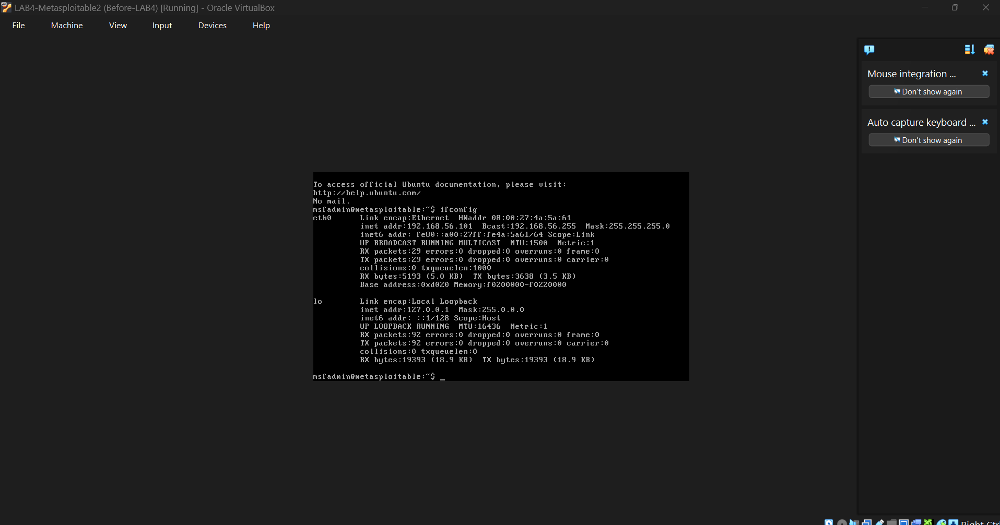 LAB4-Metasploitable2 (Before-LAB4) [Running] - Oracle VirtualBox
File Machine View Input Devices Help
Mouse integration ...
Don't show again
Auto capture keyboard ...
Don't show again
To access official Ubuntu documentation, please visit:
http://help.ubuntu.com/
No mail.
msfadmin@metasploitable:~$ ifconfig
eth0 Link encap:Ethernet HWaddr 08:00:27:4a:5a:61
inet addr:192.168.56.101 Bcast:192.168.56.255 Mask:255.255.255.0
inet6 addr: fe80::a00:27ff:fe4a:5a61/64 Scope:Link
UP BROADCAST RUNNING MULTICAST MTU:1500 Metric:1
RX packets:29 errors:0 dropped:0 overruns:0 frame:0
TX packets:29 errors:0 dropped:0 overruns:0 carrier:0
collisions:0 txqueuelen:1000
RX bytes:5193 (5.0 KB) TX bytes:3638 (3.5 KB)
Base address:0xd020 Memory:f0200000-f0220000
lo Link encap:Local Loopback
inet addr:127.0.0.1 Mask:255.0.0.0
inet6 addr: ::1/128 Scope:Host
UP LOOPBACK RUNNING MTU:16436 Metric:1
RX packets:92 errors:0 dropped:0 overruns:0 frame:0
TX packets:92 errors:0 dropped:0 overruns:0 carrier:0
collisions:0 txqueuelen:0
RX bytes:19393 (18.9 KB) TX bytes:19393 (18.9 KB)
msfadmin@metasploitable:~$ _
Right Ctr